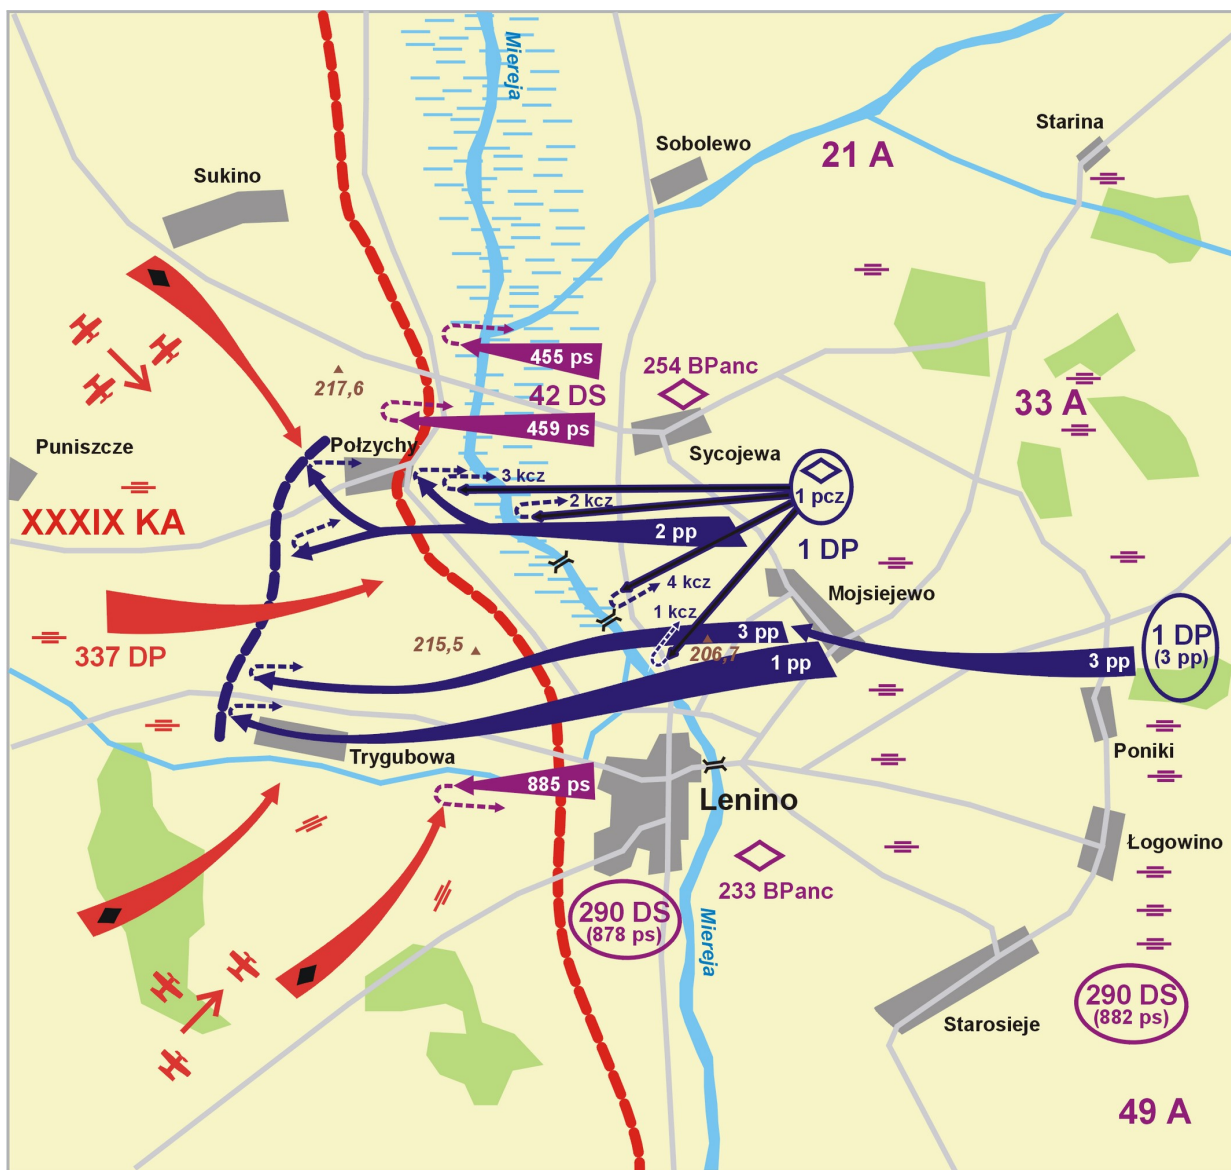 Miereja
Starina
Sobolewo
21 A
Sukino
455 ps
254 BPanc
217,6
42 DS
33 A
459 ps
Puniszcze
Połzychy
Sycojewa
3 kcz
XXXIX KA
2 kcz
1 pcz
2 pp
1 DP
4 kcz
Mojsiejewo
1 kcz
3 pp
1 DP
(3 pp)
337 DP
215,5
206,7
1 pp
3 pp
Trygubowa
Poniki
885 ps
Lenino
Łogowino
233 BPanc
290 DS
(878 ps)
Miereja
290 DS
(882 ps)
Starosieje
49 A